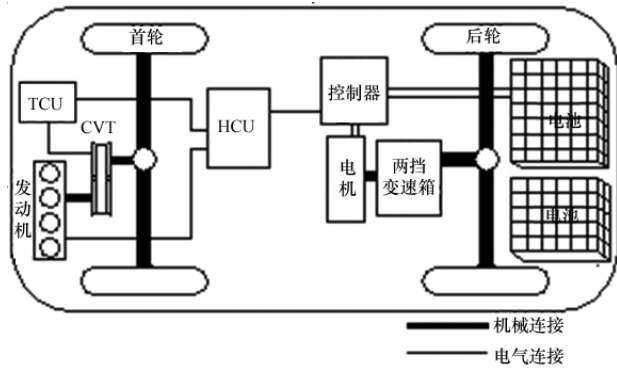 首轮
后轮
TCU
CVT
HCU
控制器
电池
发动机
电机
两挡
变速箱
电池
机械连接
电气连接